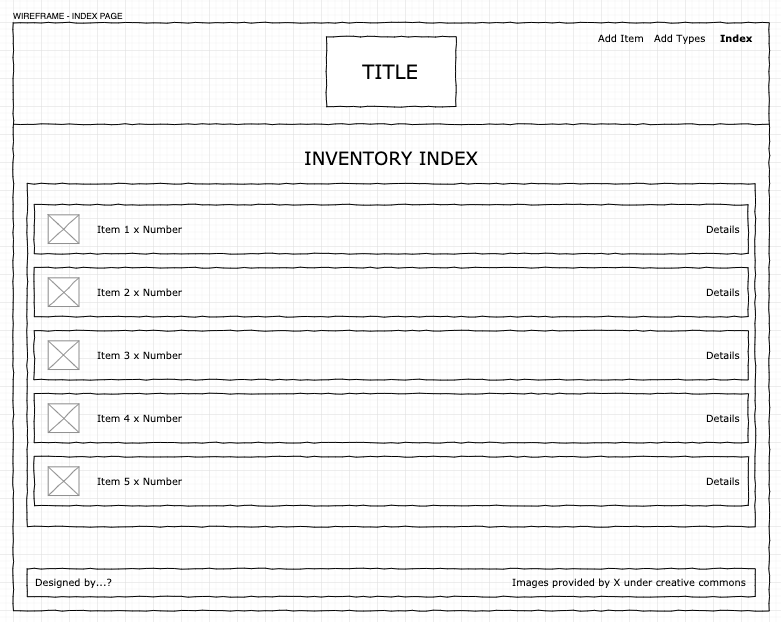 WIREFRAME - INDEX PAGE
Add Item Add Types Index
TITLE
INVENTORY INDEX
Item 1 x Number Details
Item 2 x Number Details
Item 3 x Number Details
Item 4 x Number Details
Item 5 x Number Details
Designed by...? Images provided by X under creative commons